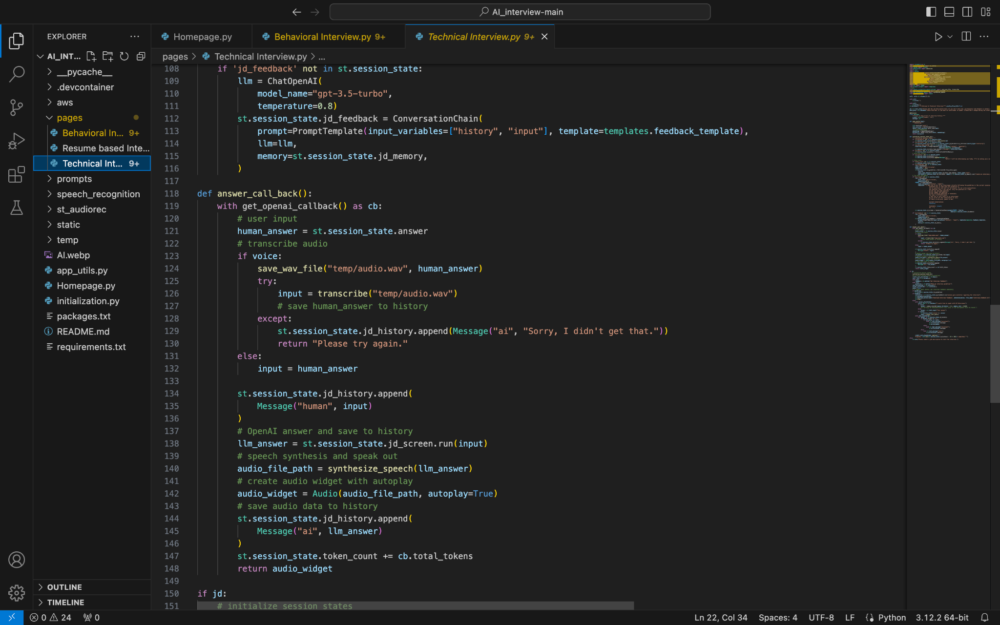 AI_interview-main
EXPLORER
Homepage.py
Behavioral Interview.py 9+
Technical Interview.py 9+
AI_INT...
pages > Technical Interview.py > ...
__pycache__
.devcontainer
aws
pages
Behavioral In... 9+
Resume based Inte...
Technical Int... 9+
prompts
speech_recognition
st_audiorec
static
temp
AI.webp
app_utils.py
Homepage.py
initialization.py
packages.txt
README.md
requirements.txt
OUTLINE
TIMELINE
108 if 'jd_feedback' not in st.session_state:
109 llm = ChatOpenAI(
110 model_name="gpt-3.5-turbo",
111 temperature=0.8)
112 st.session_state.jd_feedback = ConversationChain(
113 prompt=PromptTemplate(input_variables=["history", "input"], template=templates.feedback_template),
114 llm=llm,
115 memory=st.session_state.jd_memory,
116 )
117
118 def answer_call_back():
119 with get_openai_callback() as cb:
120 # user input
121 human_answer = st.session_state.answer
122 # transcribe audio
123 if voice:
124 save_wav_file("temp/audio.wav", human_answer)
125 try:
126 input = transcribe("temp/audio.wav")
127 # save human_answer to history
128 except:
129 st.session_state.jd_history.append(Message("ai", "Sorry, I didn't get that."))
130 return "Please try again."
131 else:
132 input = human_answer
133
134 st.session_state.jd_history.append(
135 Message("human", input)
136 )
137 # OpenAI answer and save to history
138 llm_answer = st.session_state.jd_screen.run(input)
139 # speech synthesis and speak out
140 audio_file_path = synthesize_speech(llm_answer)
141 # create audio widget with autoplay
142 audio_widget = Audio(audio_file_path, autoplay=True)
143 # save audio data to history
144 st.session_state.jd_history.append(
145 Message("ai", llm_answer)
146 )
147 st.session_state.token_count += cb.total_tokens
148 return audio_widget
149
150 if jd:
151 # initialize session states
0 24 0
Ln 22, Col 34 Spaces: 4 UTF-8 LF Python 3.12.2 64-bit